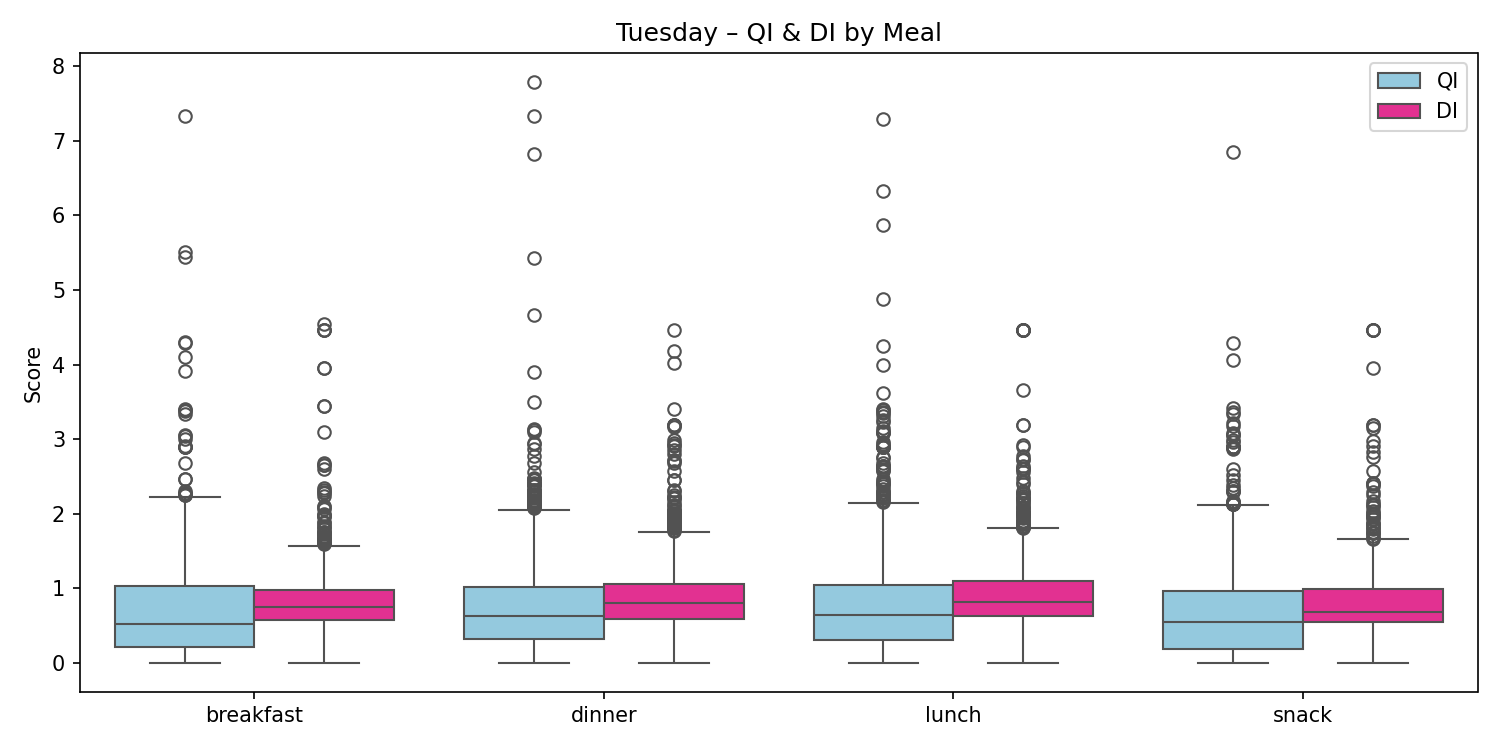 Tuesday – QI & DI by Meal
QI
DI
Score
8
7
6
5
4
3
2
1
0
breakfast dinner lunch snack